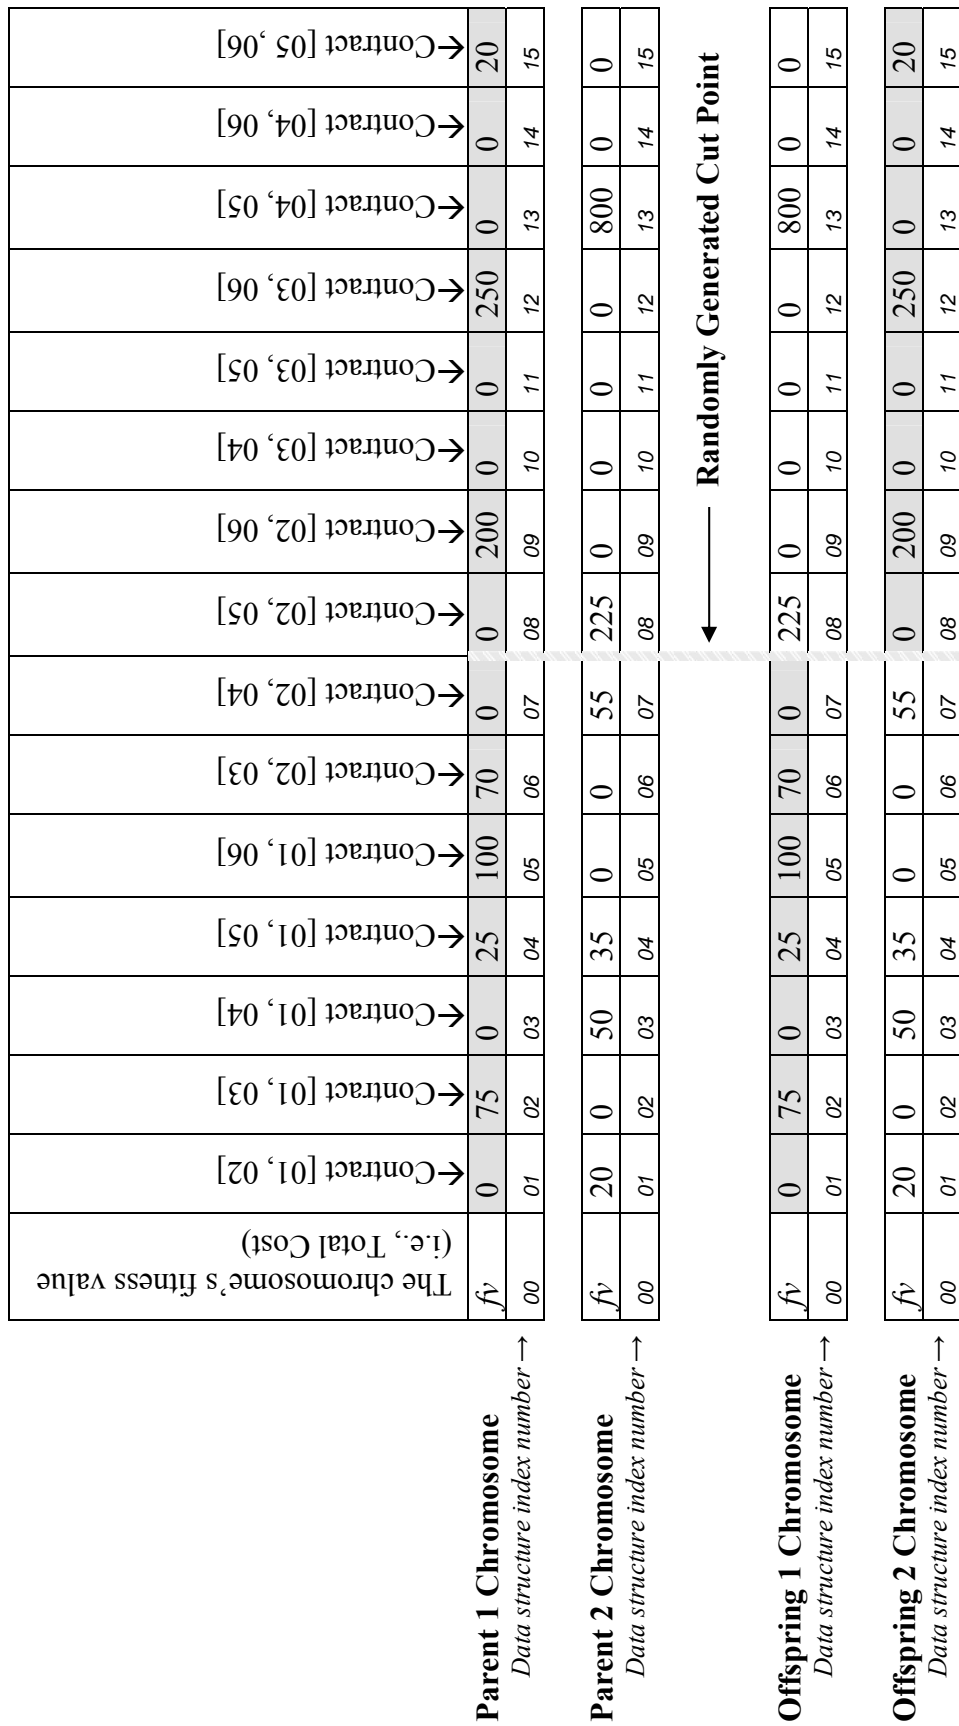 The chromosome's fitness value
(i.e., Total Cost)
←Contract [01, 02]
←Contract [01, 03]
←Contract [01, 04]
←Contract [01, 05]
←Contract [01, 06]
←Contract [02, 03]
←Contract [02, 04]
←Contract [02, 05]
←Contract [02, 06]
←Contract [03, 04]
←Contract [03, 05]
←Contract [03, 06]
←Contract [04, 05]
←Contract [04, 06]
←Contract [05 ,06]
Parent 1 Chromosome fv 0 75 0 25 100 70 0 0 200 0 0 250 0 0 20
Data structure index number → 00 01 02 03 04 05 06 07 08 09 10 11 12 13 14 15
Parent 2 Chromosome fv 20 0 50 35 0 0 55 225 0 0 0 0 800 0 0
Data structure index number → 00 01 02 03 04 05 06 07 08 09 10 11 12 13 14 15
← Randomly Generated Cut Point
Offspring 1 Chromosome fv 0 75 0 25 100 70 0 225 0 0 0 0 800 0 0
Data structure index number → 00 01 02 03 04 05 06 07 08 09 10 11 12 13 14 15
Offspring 2 Chromosome fv 20 0 50 35 0 0 55 0 200 0 0 250 0 0 20
Data structure index number → 00 01 02 03 04 05 06 07 08 09 10 11 12 13 14 15